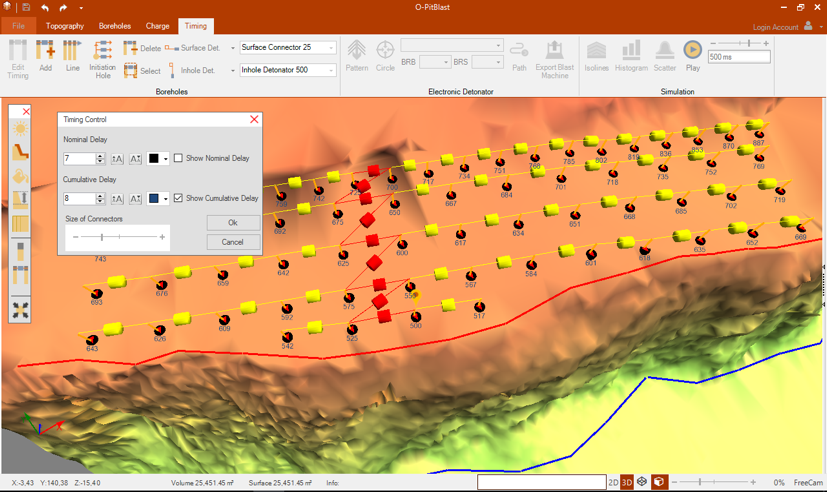 O-PitBlast
File Topography Boreholes Charge Timing
Login Account
Edit Timing
Add
Line
Initiation Hole
Delete
Select
Surface Det.
Inhole Det.
Surface Connector 25
Inhole Detonator 500
Boreholes
Pattern
Circle
BRB
BRS
Path
Export Blast Machine
Electronic Detonator
Isolines
Histogram
Scatter
Play
500 ms
Simulation
Timing Control
Nominal Delay
7
Show Nominal Delay
Cumulative Delay
8
Show Cumulative Delay
Size of Connectors
Ok
Cancel
742 717 734 751 785 802 836 853 870 887
682 675 650 667 684 701 718 735 752 769
743 625 600 617 634 651 668 685 702 719
693 676 659 642
575 567 584 601 618 635 652 669
643 626 609 592
542 525 500 517
X:-3.43 Y:140,38 Z:-15.40
Volume 25,451.45 m³
Surface 25,451.45 m²
Info:
2D 3D
0%
FreeCam